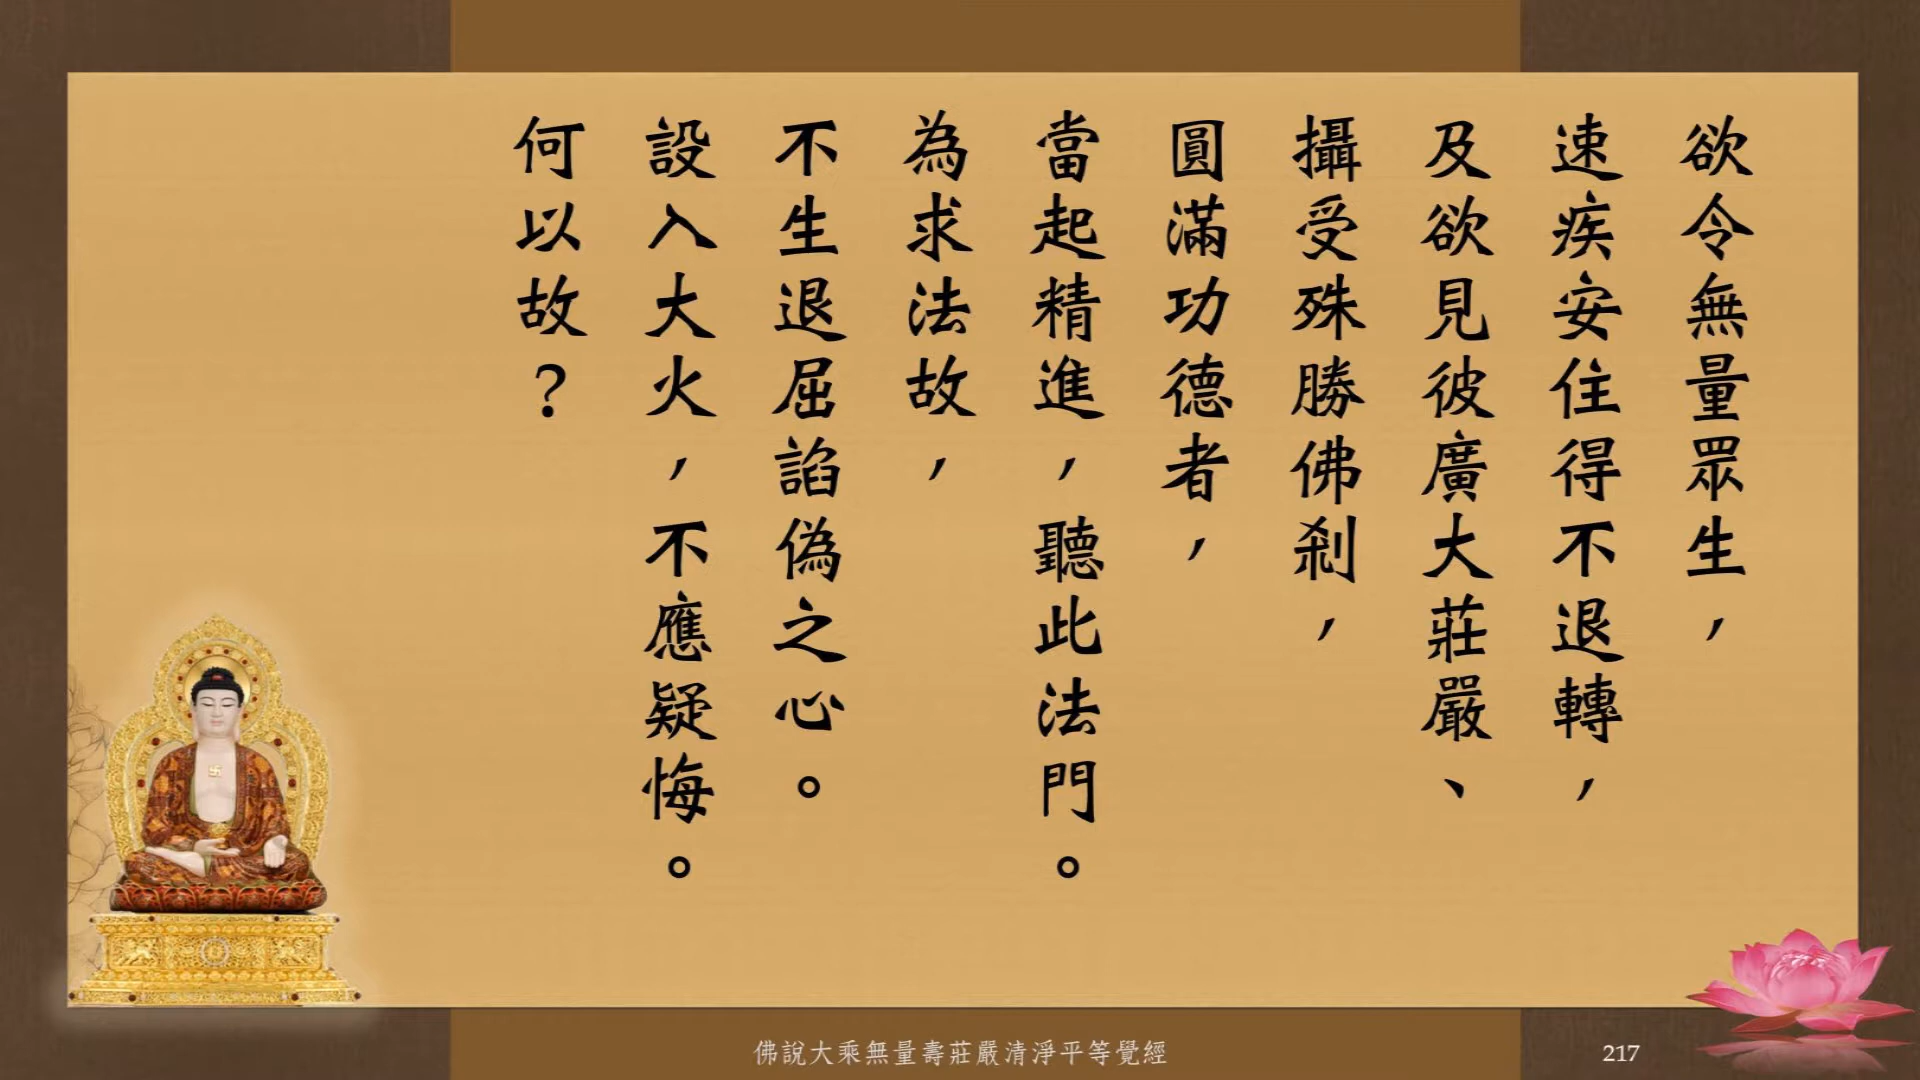 欲令無量眾生，
速疾安住得不退轉，
及欲見彼廣大莊嚴、
攝受殊勝佛剎，
圓滿功德者，
當起精進，聽此法門。
為求法故，
不生退屈諂偽之心。
設入大火，不應疑悔。
何以故？
佛說大乘無量壽莊嚴清淨平等覺經
217